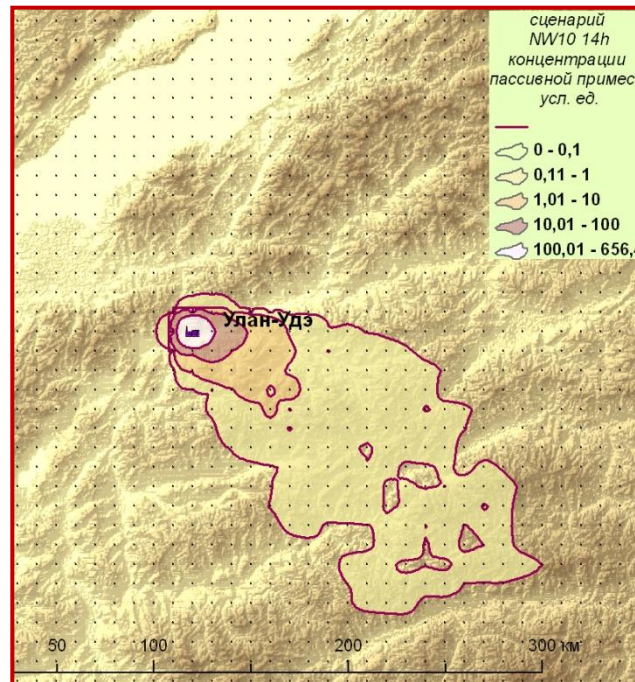 сценарий
NW10 14h
концентрации
пассивной примес
усл. ед.
0 - 0,1
0,11 - 1
1,01 - 10
10,01 - 100
100,01 - 656,
Улан-Удэ
50 100 200 300 км